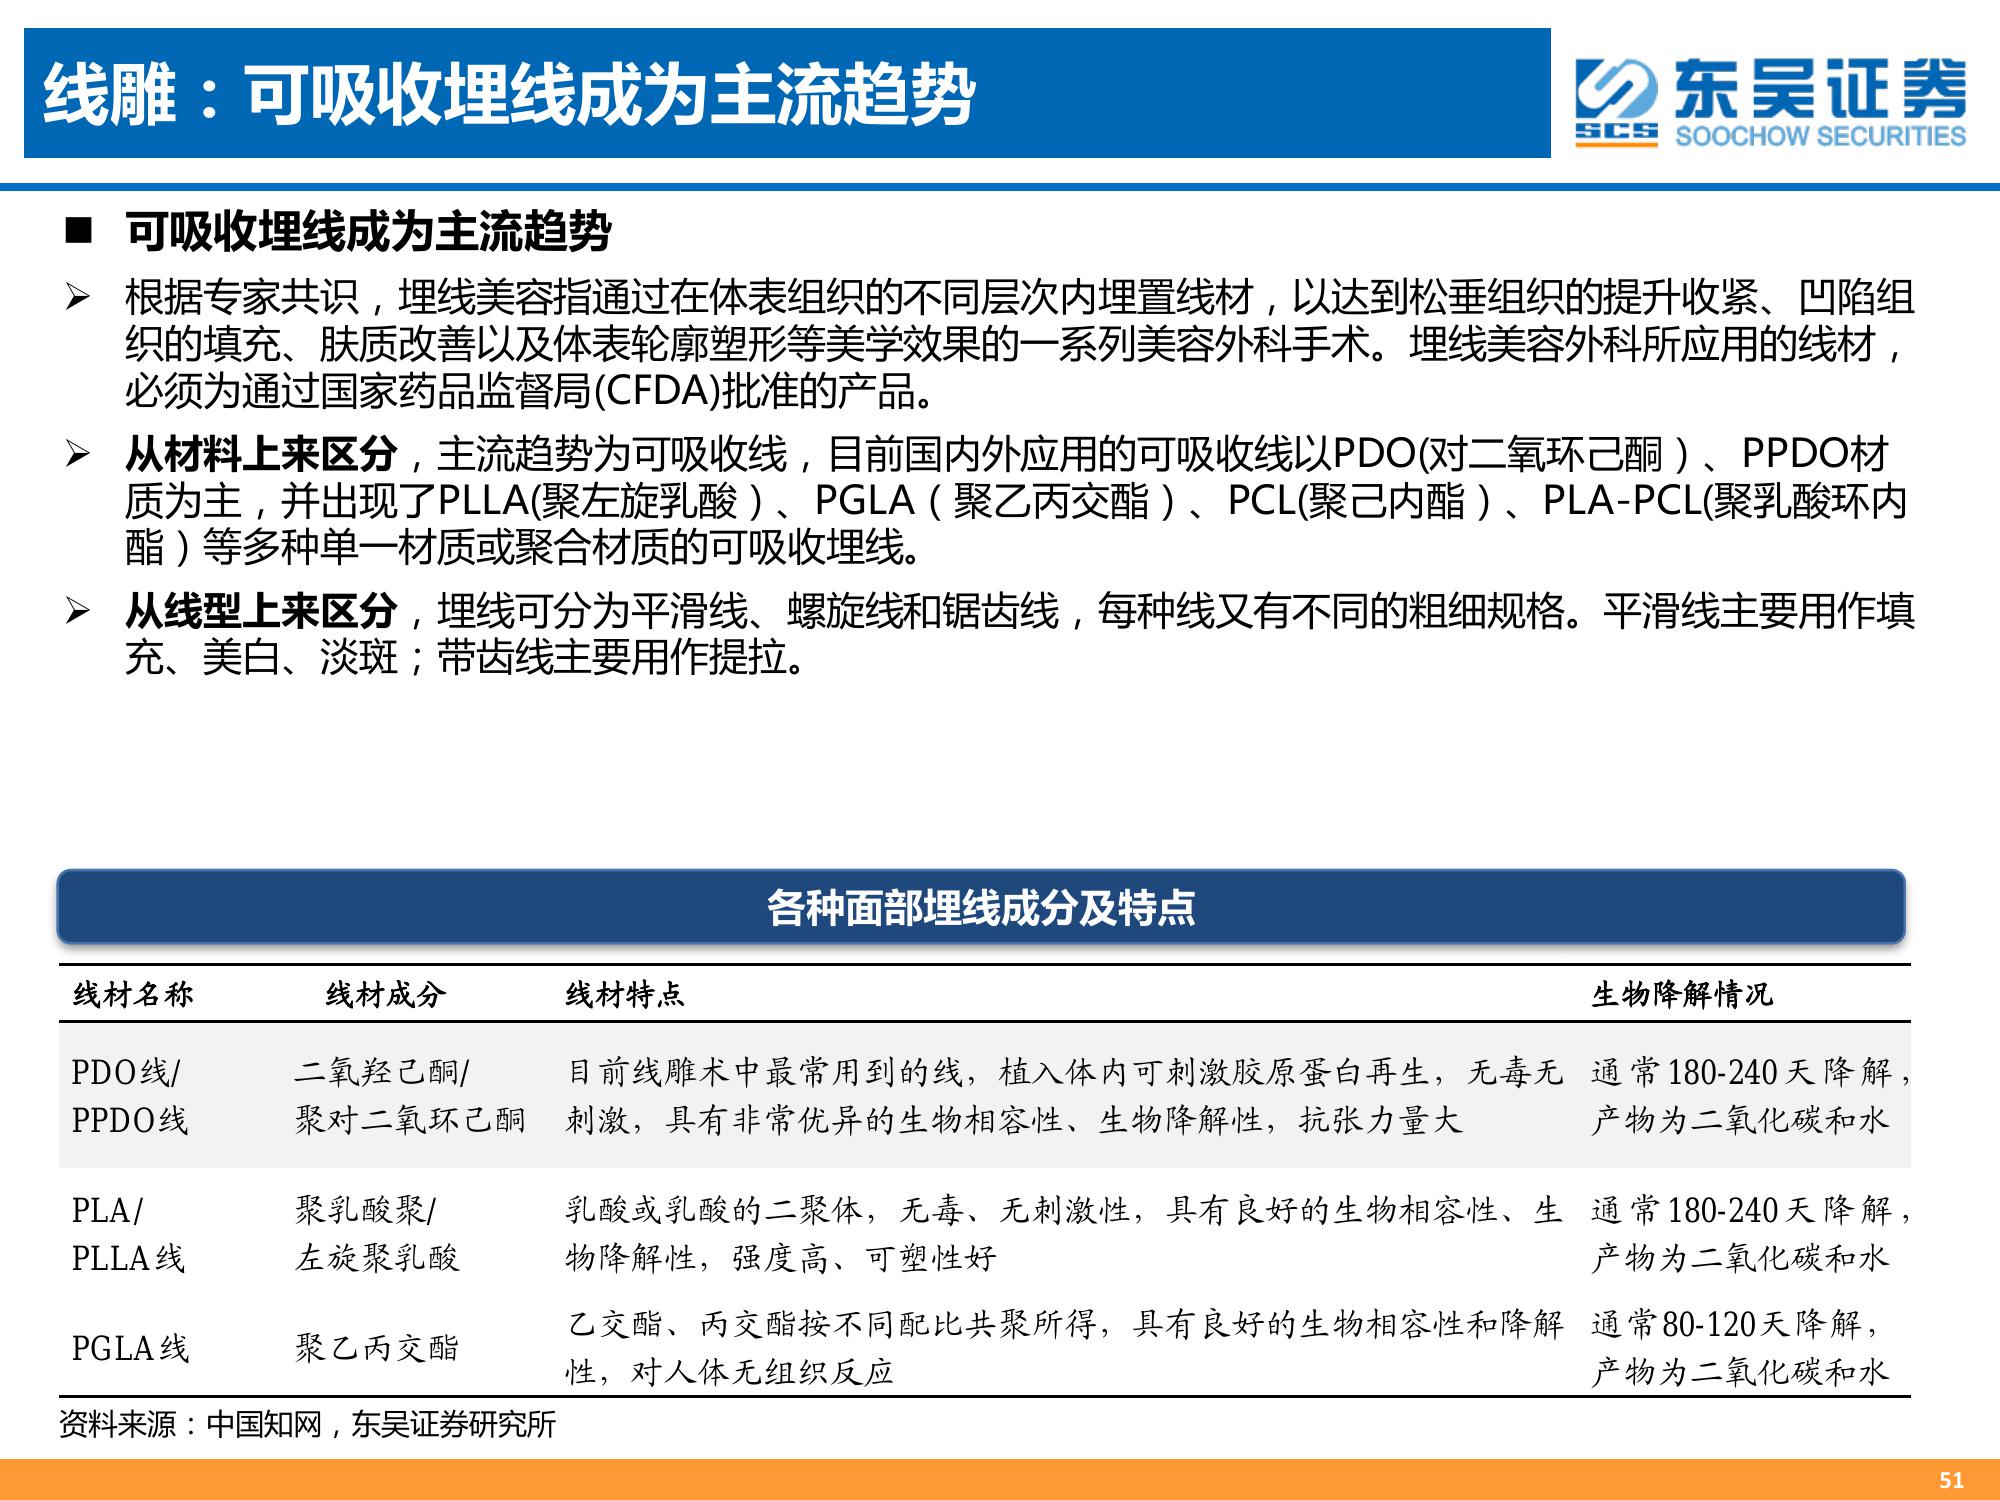 线雕：可吸收埋线成为主流趋势
东吴证券
SCS
SOOCHOW SECURITIES
■ 可吸收埋线成为主流趋势
➢ 根据专家共识，埋线美容指通过在体表组织的不同层次内埋置线材，以达到松垂组织的提升收紧、凹陷组
织的填充、肤质改善以及体表轮廓塑形等美学效果的一系列美容外科手术。埋线美容外科所应用的线材，
必须为通过国家药品监督局(CFDA)批准的产品。
➢ 从材料上来区分，主流趋势为可吸收线，目前国内外应用的可吸收线以PDO(对二氧环己酮）、PPDO材
质为主，并出现了PLLA(聚左旋乳酸）、PGLA（聚乙丙交酯）、PCL(聚己内酯）、PLA-PCL(聚乳酸环内
酯）等多种单一材质或聚合材质的可吸收埋线。
➢ 从线型上来区分，埋线可分为平滑线、螺旋线和锯齿线，每种线又有不同的粗细规格。平滑线主要用作填
充、美白、淡斑；带齿线主要用作提拉。
各种面部埋线成分及特点
线材名称 线材成分 线材特点 生物降解情况
PDO线/ 二氧羟己酮/ 目前线雕术中最常用到的线，植入体内可刺激胶原蛋白再生，无毒无 通常180-240天降解，
PPDO线 聚对二氧环己酮 刺激，具有非常优异的生物相容性、生物降解性，抗张力量大 产物为二氧化碳和水
PLA/ 聚乳酸聚/ 乳酸或乳酸的二聚体，无毒、无刺激性，具有良好的生物相容性、生 通常180-240天降解，
PLLA线 左旋聚乳酸 物降解性，强度高、可塑性好 产物为二氧化碳和水
PGLA线 聚乙丙交酯 乙交酯、丙交酯按不同配比共聚所得，具有良好的生物相容性和降解 通常80-120天降解，
性，对人体无组织反应 产物为二氧化碳和水
资料来源：中国知网，东吴证券研究所
51